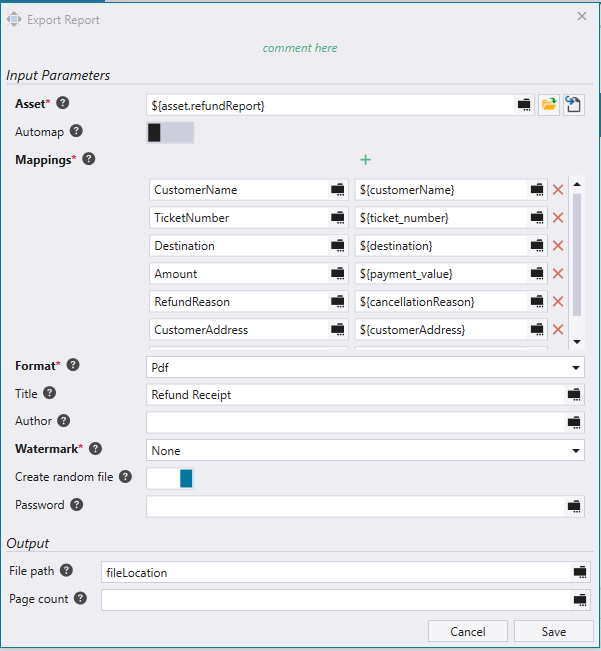 Export Report
comment here
Input Parameters
Asset* ? ${asset.refundReport}
Automap ?
Mappings* ? +
CustomerName ${customerName}
TicketNumber ${ticket_number}
Destination ${destination}
Amount ${payment_value}
RefundReason ${cancellationReason}
CustomerAddress ${customerAddress}
Format* ? Pdf
Title ? Refund Receipt
Author ?
Watermark* ? None
Create random file ?
Password ?
Output
File path ? fileLocation
Page count ?
Cancel Save